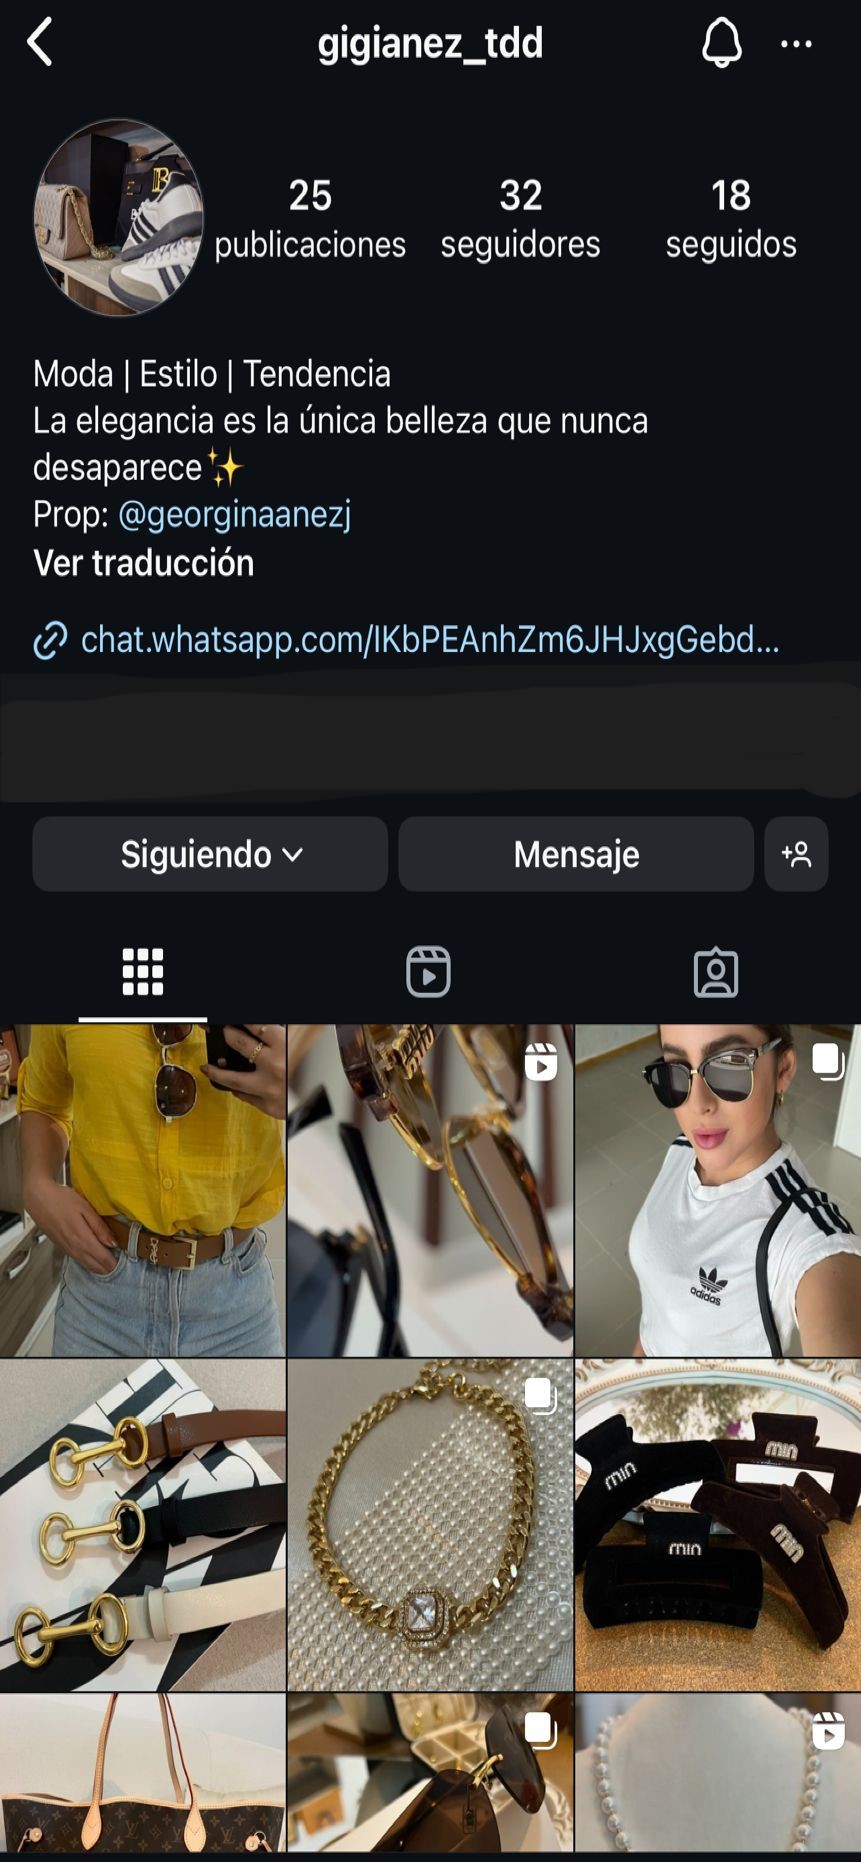 gigianez_tdd
25
32
18
publicaciones
seguidores
seguidos
Moda | Estilo | Tendencia
La elegancia es la única belleza que nunca
desaparece✨
Prop: @georginaanezj
Ver traducción
chat.whatsapp.com/IKbPEAnhZm6JHJxgGebd...
Siguiendo
Mensaje
adidas
min
min
min
min